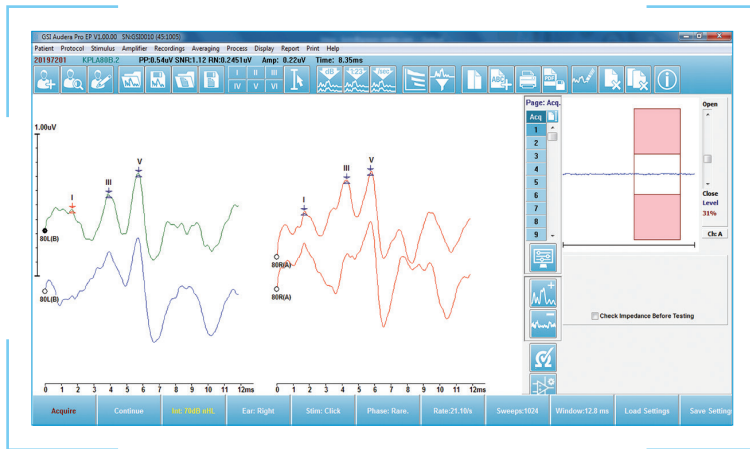 GSI Audera Pro EP V1.00.00 SN:GSI0010 (45:1005)
Patient Protocol Stimulus Amplifier Recordings Averaging Process Display Report Print Help
20197201 KPLA80B.2 PP:0.54uV SNR:1.12 RN:0.2451uV Amp: 0.22uV Time: 8.35ms
I II III
IV V VI
dB 123 /sec
ABC
PDF
Page: Acq.
Acq
1
2
3
4
5
6
7
8
9
Open
Close
Level
31%
Ch: A
1.00uV
I III V
80L(B)
80L(B)
I III V
80R(A)
80R(A)
0 1 2 3 4 5 6 7 8 9 10 11 12ms
0 1 2 3 4 5 6 7 8 9 10 11 12ms
Check Impedance Before Testing
Acquire Continue Int: 70dB nHL Ear: Right Stim: Click Phase: Rare. Rate:21.10/s Sweeps:1024 Window:12.8 ms Load Settings Save Setting